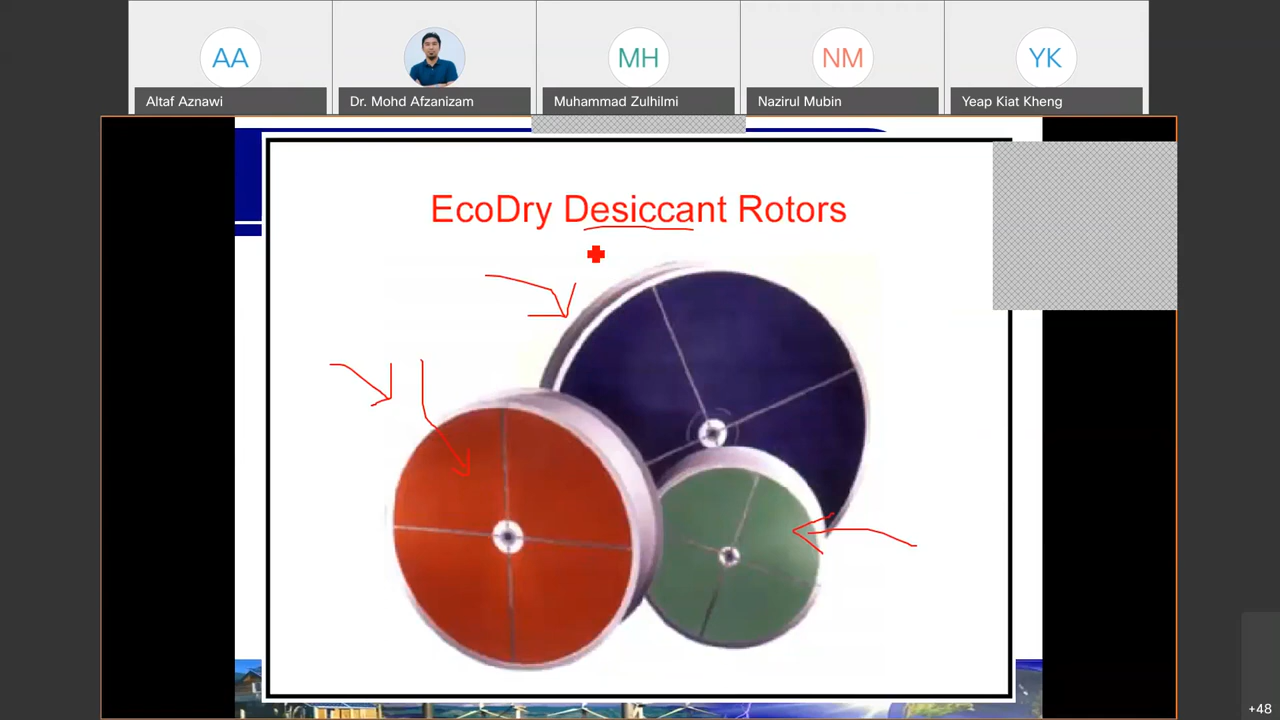 AA
MH
NM
YK
Altaf Aznawi
Dr. Mohd Afzanizam
Muhammad Zulhilmi
Nazirul Mubin
Yeap Kiat Kheng
EcoDry Desiccant Rotors
+48